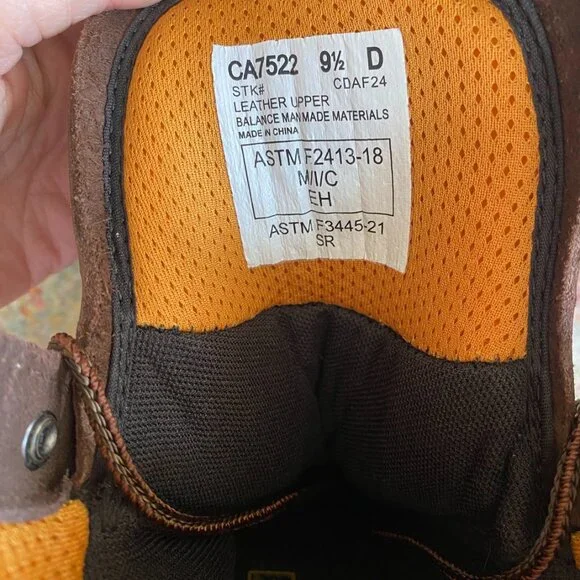 CA7522 9½ D
STK# CDAF24
LEATHER UPPER
BALANCE MAN MADE MATERIALS
MADE IN CHINA
ASTM F2413-18
M/I/C
EH
ASTM F3445-21
SR